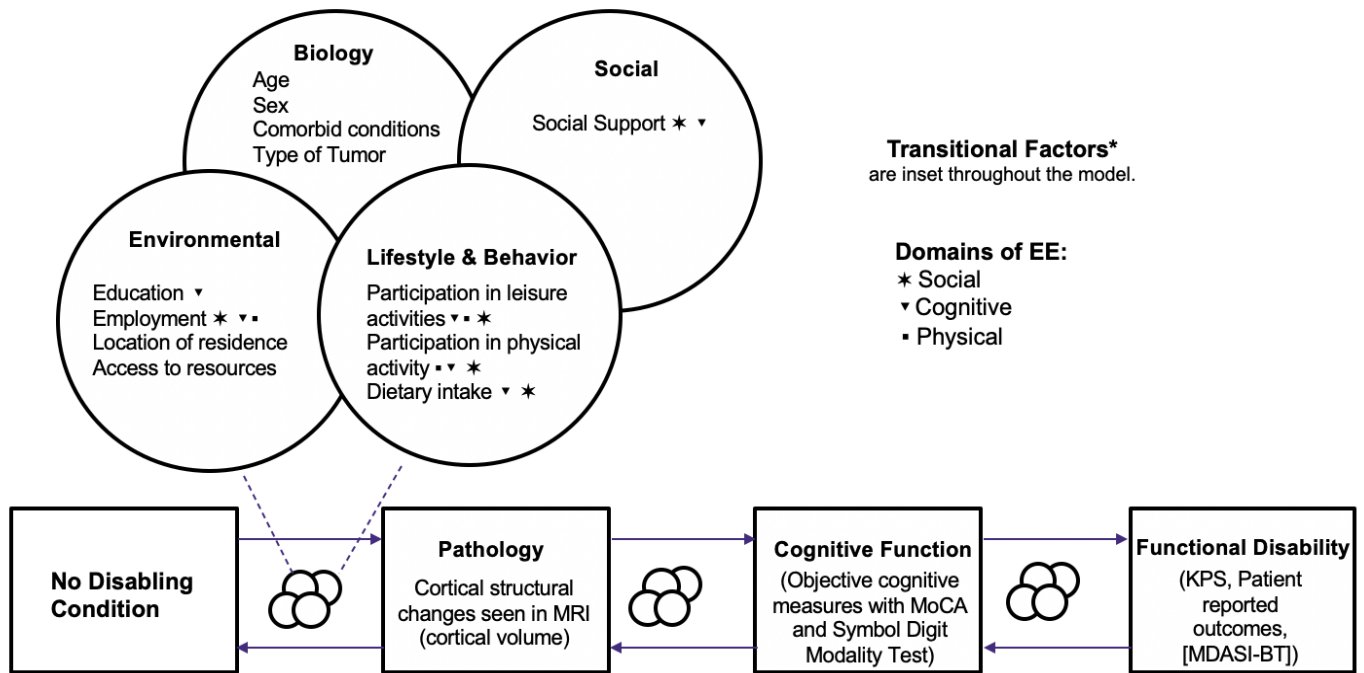 Biology
Age
Sex
Comorbid conditions
Type of Tumor
Social
Social Support ✶ ▾
Transitional Factors*
are inset throughout the model.
Environmental
Education ▾
Employment ✶ ▾ ▪
Location of residence
Access to resources
Lifestyle & Behavior
Participation in leisure
activities ▾ ▪ ✶
Participation in physical
activity ▪ ▾ ✶
Dietary intake ▾ ✶
Domains of EE:
✶ Social
▾ Cognitive
▪ Physical
No Disabling
Condition
Pathology
Cortical structural
changes seen in MRI
(cortical volume)
Cognitive Function
(Objective cognitive
measures with MoCA
and Symbol Digit
Modality Test)
Functional Disability
(KPS, Patient
reported
outcomes,
[MDASI-BT])